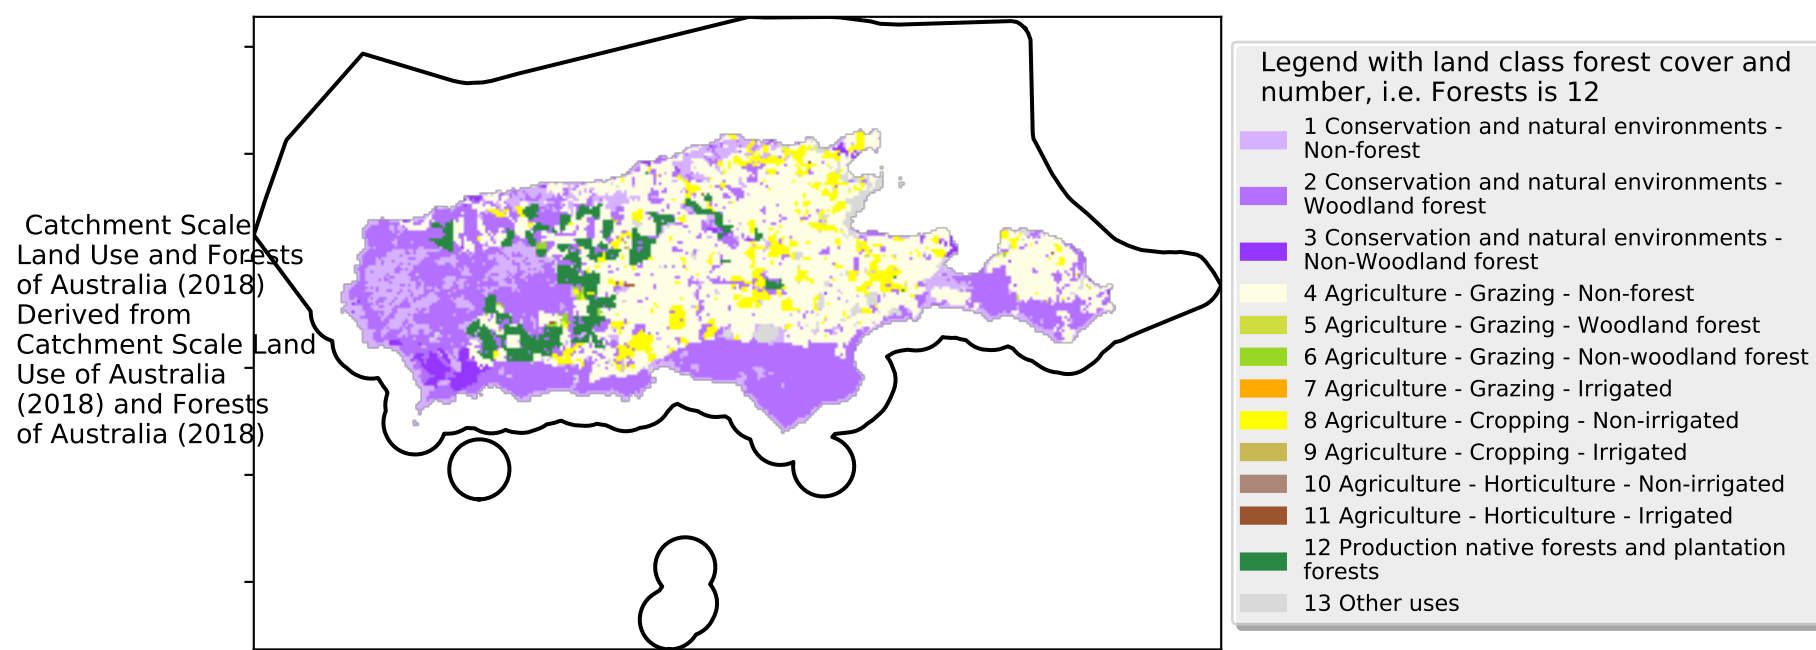 Catchment Scale
Land Use and Forests
of Australia (2018)
Derived from
Catchment Scale Land
Use of Australia
(2018) and Forests
of Australia (2018)
Legend with land class forest cover and
number, i.e. Forests is 12
1 Conservation and natural environments -
Non-forest
2 Conservation and natural environments -
Woodland forest
3 Conservation and natural environments -
Non-Woodland forest
4 Agriculture - Grazing - Non-forest
5 Agriculture - Grazing - Woodland forest
6 Agriculture - Grazing - Non-woodland forest
7 Agriculture - Grazing - Irrigated
8 Agriculture - Cropping - Non-irrigated
9 Agriculture - Cropping - Irrigated
10 Agriculture - Horticulture - Non-irrigated
11 Agriculture - Horticulture - Irrigated
12 Production native forests and plantation
forests
13 Other uses